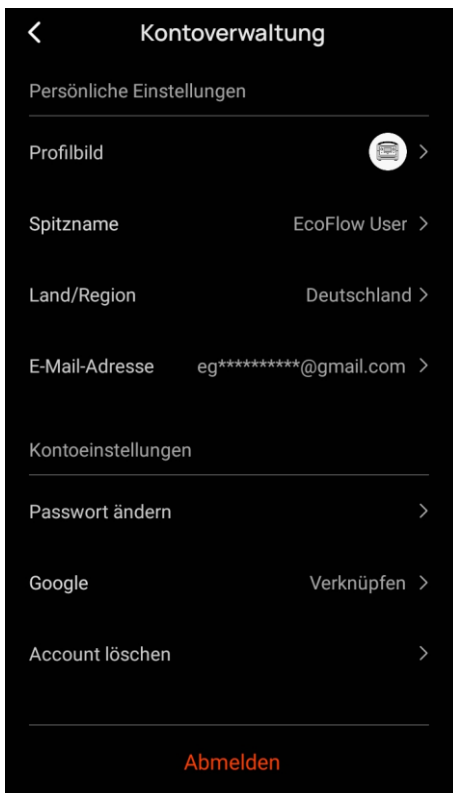 Kontoverwaltung
Persönliche Einstellungen
Profilbild
Spitzname EcoFlow User
Land/Region Deutschland
E-Mail-Adresse eg**********@gmail.com
Kontoeinstellungen
Passwort ändern
Google Verknüpfen
Account löschen
Abmelden